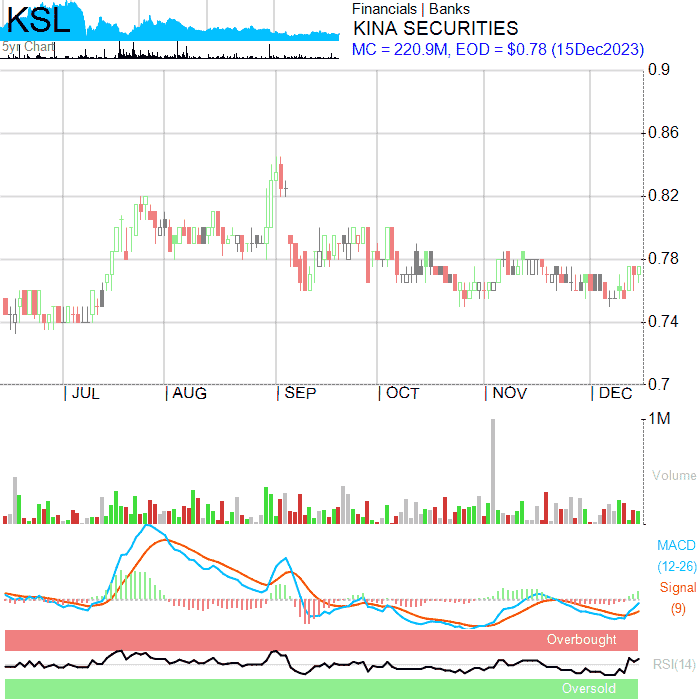 KSL
5yr Chart
Financials | Banks
KINA SECURITIES
MC = 220.9M, EOD = $0.78 (15Dec2023)
0.9
0.86
0.82
0.78
0.74
0.7
| JUL | AUG | SEP | OCT | NOV | DEC
1M
Volume
MACD
(12-26)
Signal
(9)
Overbought
RSI(14)
Oversold